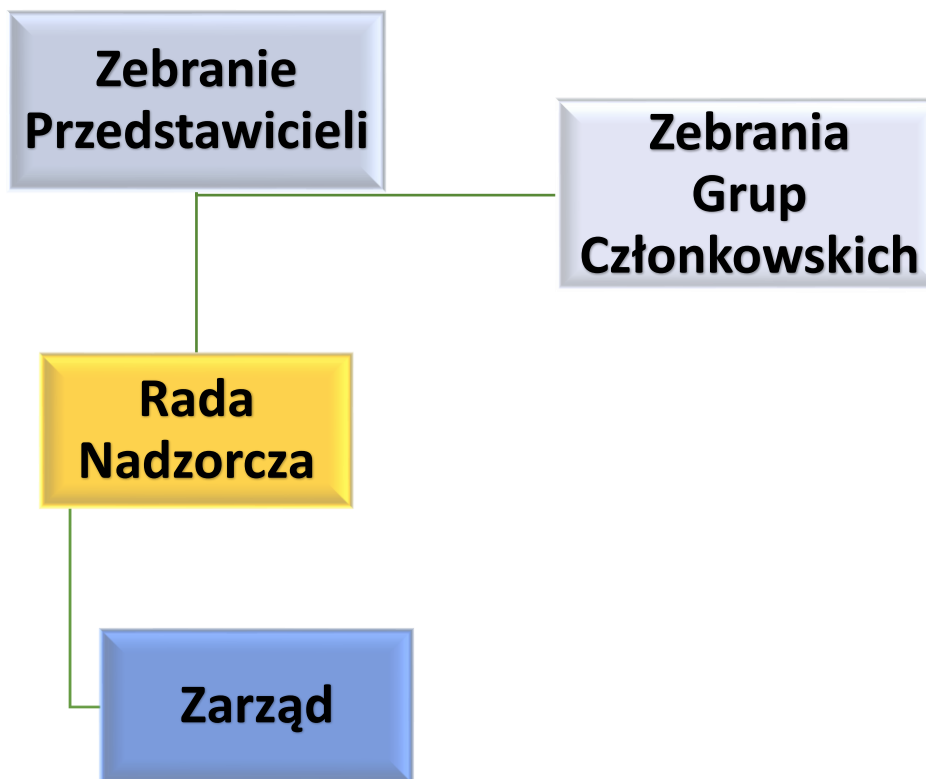 Zebranie
Przedstawicieli
Zebrania
Grup
Członkowskich
Rada
Nadzorcza
Zarząd